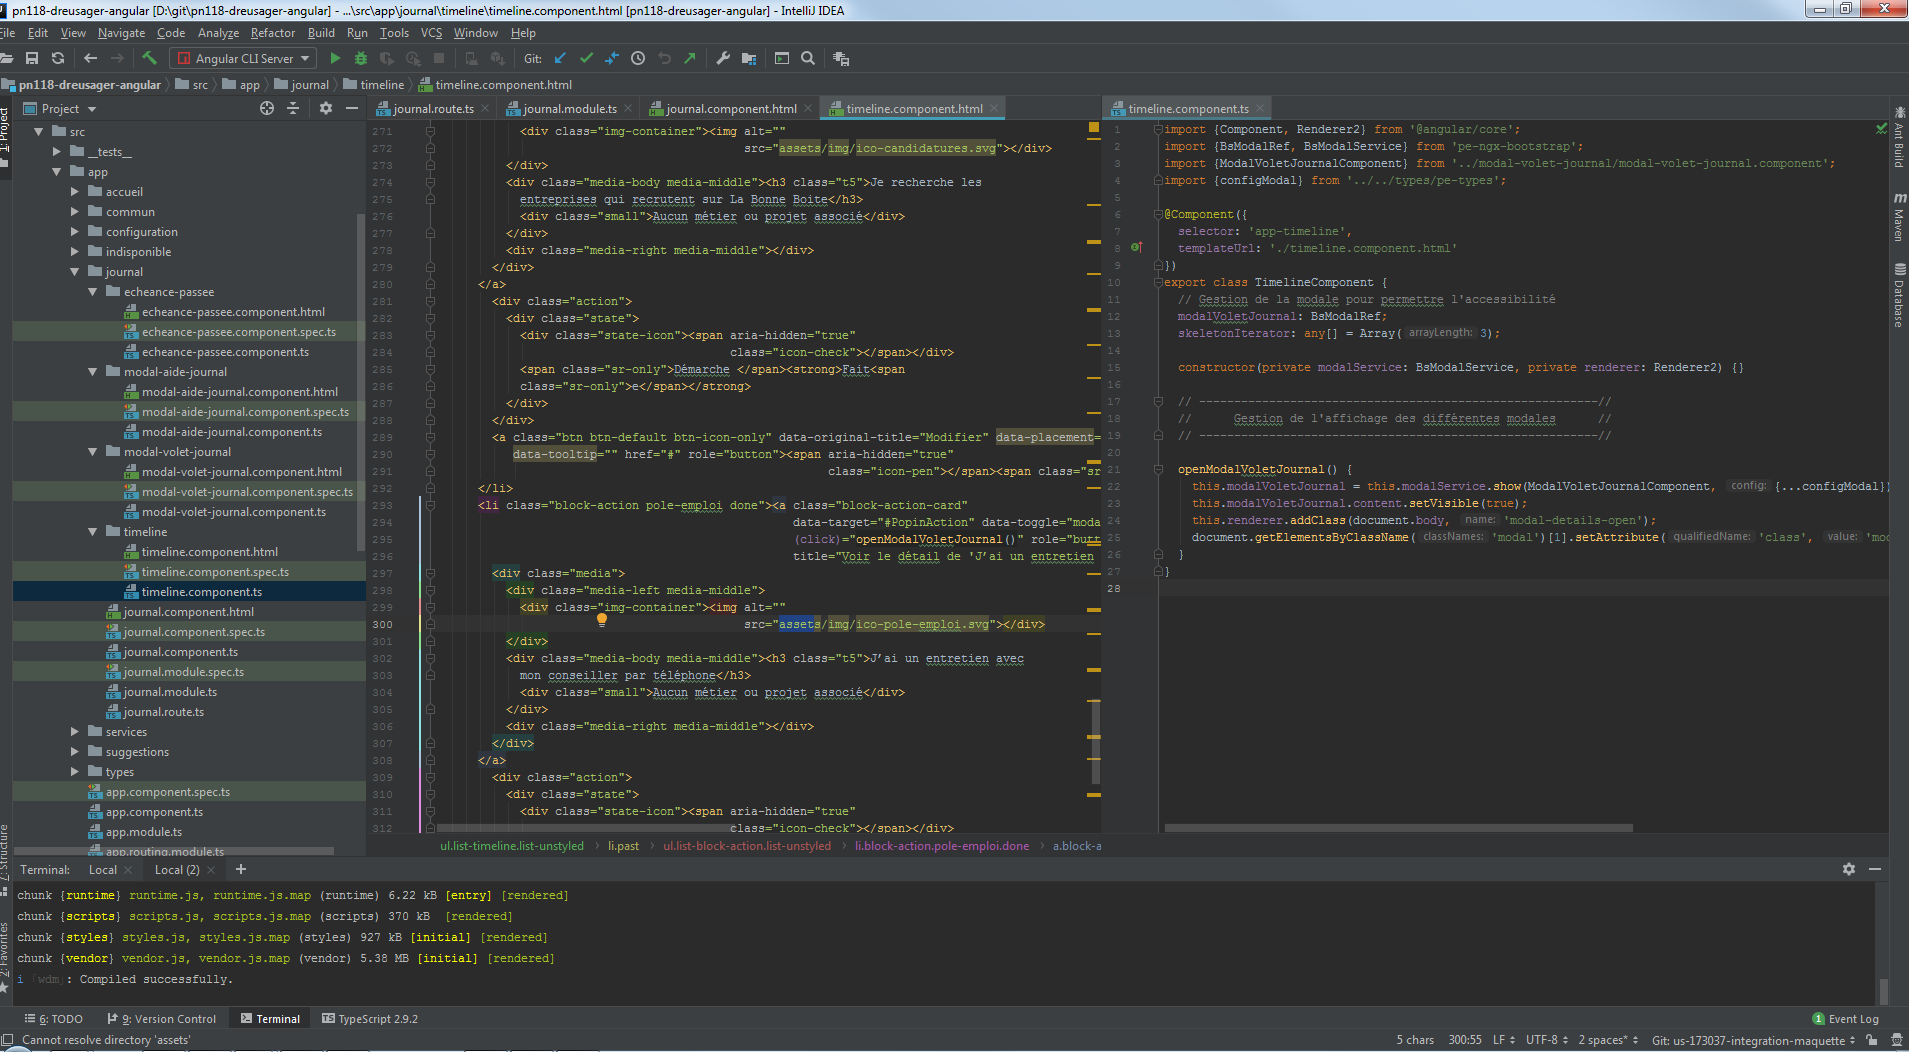 pn118-dreusager-angular [D:\git\pn118-dreusager-angular] - ...\src\app\journal\timeline\timeline.component.html [pn118-dreusager-angular] - IntelliJ IDEA
File Edit View Navigate Code Analyze Refactor Build Run Tools VCS Window Help
Angular CLI Server Git:
pn118-dreusager-angular src app journal timeline timeline.component.html
Project
1: Project
src
__tests__
app
accueil
commun
configuration
indisponible
journal
echeance-passee
echeance-passee.component.html
echeance-passee.component.spec.ts
echeance-passee.component.ts
modal-aide-journal
modal-aide-journal.component.html
modal-aide-journal.component.spec.ts
modal-aide-journal.component.ts
modal-volet-journal
modal-volet-journal.component.html
modal-volet-journal.component.spec.ts
modal-volet-journal.component.ts
timeline
timeline.component.html
timeline.component.spec.ts
timeline.component.ts
journal.component.html
journal.component.spec.ts
journal.component.ts
journal.module.spec.ts
journal.module.ts
journal.route.ts
services
suggestions
types
app.component.spec.ts
app.component.ts
app.module.ts
app.routing.module.ts
journal.route.ts journal.module.ts journal.component.html timeline.component.html
271 <div class="img-container"><img alt=""
272 src="assets/img/ico-candidatures.svg"></div>
273 </div>
274 <div class="media-body media-middle"><h3 class="t5">Je recherche les
275 entreprises qui recrutent sur La Bonne Boite</h3>
276 <div class="small">Aucun métier ou projet associé</div>
277 </div>
278 <div class="media-right media-middle"></div>
279 </div>
280 </a>
281 <div class="action">
282 <div class="state">
283 <div class="state-icon"><span aria-hidden="true"
284 class="icon-check"></span></div>
285 <span class="sr-only">Démarche </span><strong>Fait<span
286 class="sr-only">e</span></strong>
287 </div>
288 </div>
289 <a class="btn btn-default btn-icon-only" data-original-title="Modifier" data-placement=
290 data-tooltip="" href="#" role="button"><span aria-hidden="true"
291 class="icon-pen"></span><span class="sr
292 </li>
293 <li class="block-action pole-emploi done"><a class="block-action-card"
294 data-target="#PopinAction" data-toggle="moda
295 (click)="openModalVoletJournal()" role="butt
296 title="Voir le détail de 'J’ai un entretien
297 <div class="media">
298 <div class="media-left media-middle">
299 <div class="img-container"><img alt=""
300 src="assets/img/ico-pole-emploi.svg"></div>
301 </div>
302 <div class="media-body media-middle"><h3 class="t5">J’ai un entretien avec
303 mon conseiller par téléphone</h3>
304 <div class="small">Aucun métier ou projet associé</div>
305 </div>
306 <div class="media-right media-middle"></div>
307 </div>
308 </a>
309 <div class="action">
310 <div class="state">
311 <div class="state-icon"><span aria-hidden="true"
312 class="icon-check"></span></div>
ul.list-timeline.list-unstyled li.past ul.list-block-action.list-unstyled li.block-action.pole-emploi.done a.block-a
timeline.component.ts
1 import {Component, Renderer2} from '@angular/core';
2 import {BsModalRef, BsModalService} from 'pe-ngx-bootstrap';
3 import {ModalVoletJournalComponent} from '../modal-volet-journal/modal-volet-journal.component';
4 import {configModal} from '../../types/pe-types';
5
6 @Component({
7 selector: 'app-timeline',
8 templateUrl: './timeline.component.html'
9 })
10 export class TimelineComponent {
11 // Gestion de la modale pour permettre l'accessibilité
12 modalVoletJournal: BsModalRef;
13 skeletonIterator: any[] = Array( arrayLength: 3);
14
15 constructor(private modalService: BsModalService, private renderer: Renderer2) {}
16
17 // ---------------------------------------------------------//
18 // Gestion de l'affichage des différentes modales //
19 // ---------------------------------------------------------//
20
21 openModalVoletJournal() {
22 this.modalVoletJournal = this.modalService.show(ModalVoletJournalComponent, config: {...configModal})
23 this.modalVoletJournal.content.setVisible(true);
24 this.renderer.addClass(document.body, name: 'modal-details-open');
25 document.getElementsByClassName( classNames: 'modal')[1].setAttribute( qualifiedName: 'class', value: 'mod
26 }
27 }
28
Ant Build
Maven
Database
7: Structure
2: Favorites
Terminal: Local Local (2)
chunk {runtime} runtime.js, runtime.js.map (runtime) 6.22 kB [entry] [rendered]
chunk {scripts} scripts.js, scripts.js.map (scripts) 370 kB [rendered]
chunk {styles} styles.js, styles.js.map (styles) 927 kB [initial] [rendered]
chunk {vendor} vendor.js, vendor.js.map (vendor) 5.38 MB [initial] [rendered]
i ｢wdm｣: Compiled successfully.
6: TODO 9: Version Control Terminal TypeScript 2.9.2 1 Event Log
Cannot resolve directory 'assets' 5 chars 300:55 LF UTF-8 2 spaces* Git: us-173037-integration-maquette